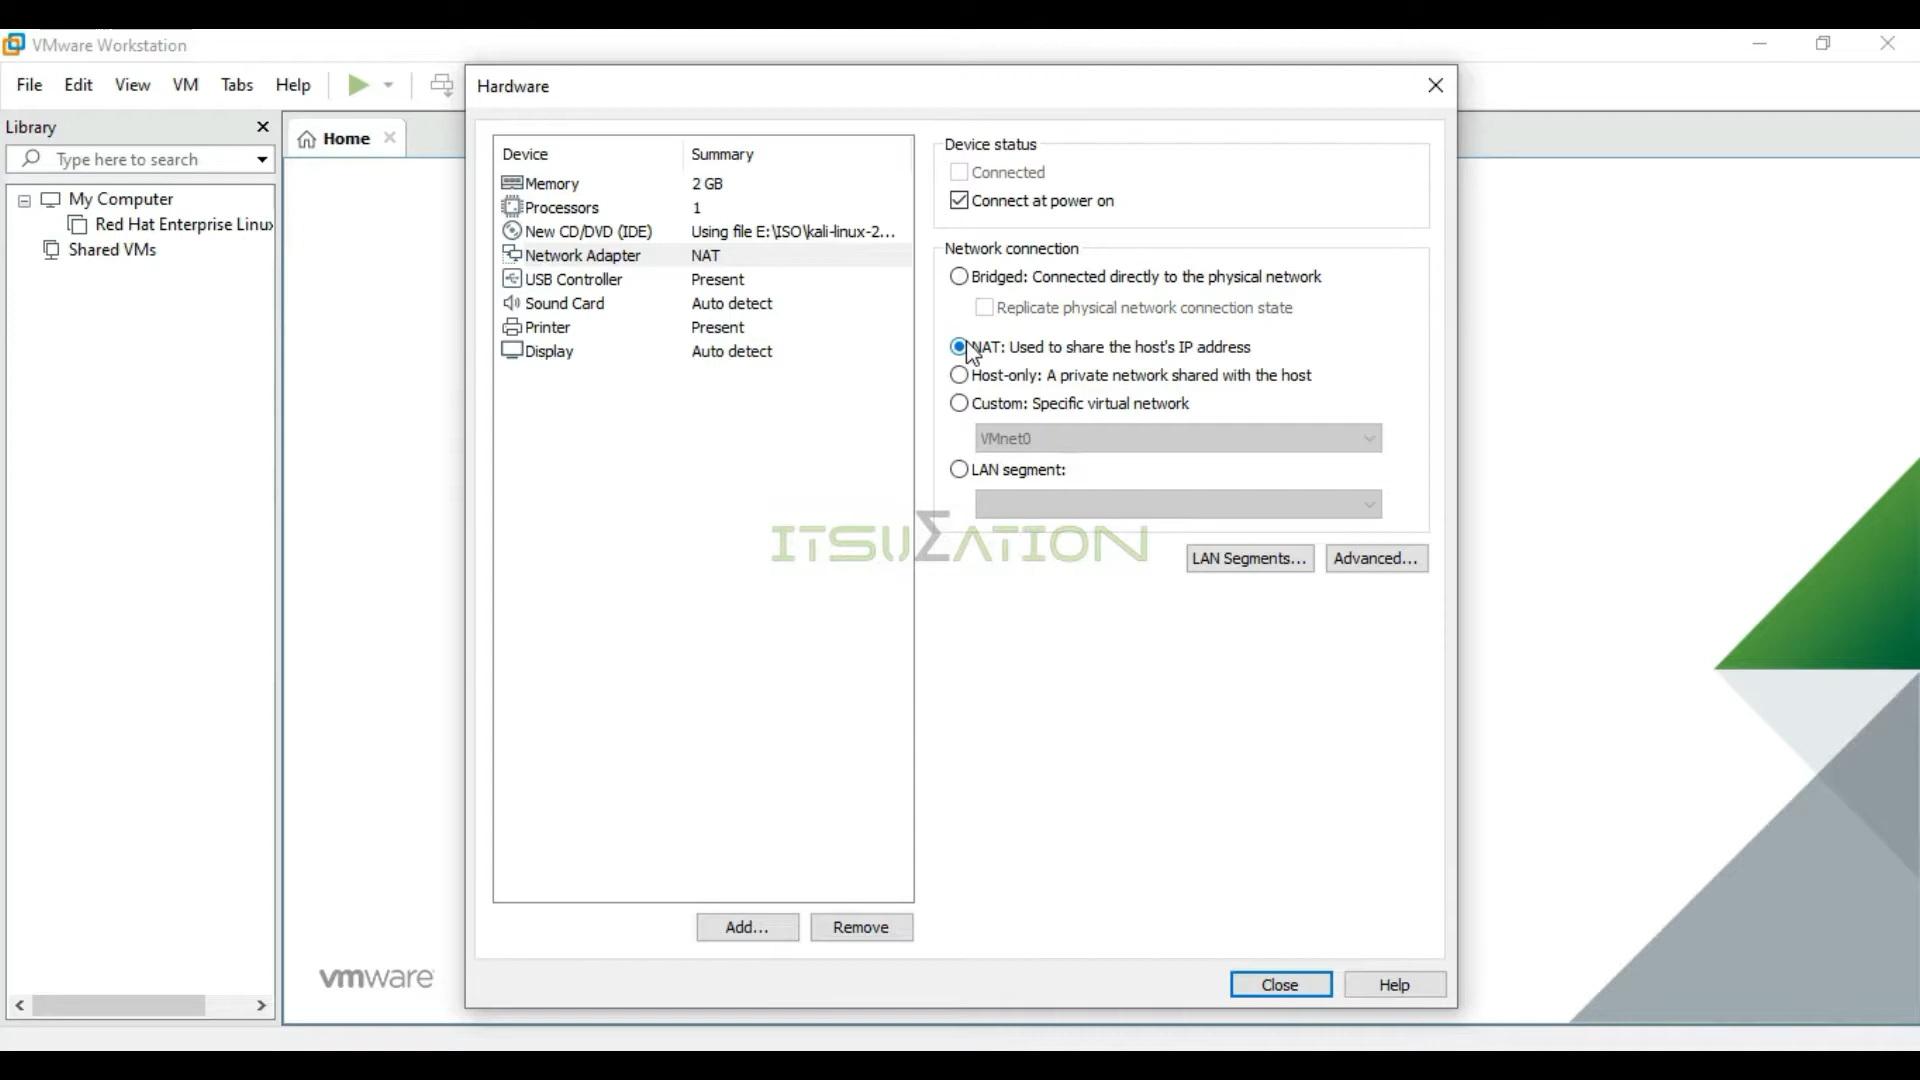 VMware Workstation
File Edit View VM Tabs Help
Library
Type here to search
My Computer
Red Hat Enterprise Linux
Shared VMs
Home
vmware
Hardware
Device Summary
Memory 2 GB
Processors 1
New CD/DVD (IDE) Using file E:\ISO\kali-linux-2...
Network Adapter NAT
USB Controller Present
Sound Card Auto detect
Printer Present
Display Auto detect
Add... Remove
Device status
Connected
Connect at power on
Network connection
Bridged: Connected directly to the physical network
Replicate physical network connection state
NAT: Used to share the host's IP address
Host-only: A private network shared with the host
Custom: Specific virtual network
VMnet0
LAN segment:
ITSUΣATION
LAN Segments... Advanced...
Close Help